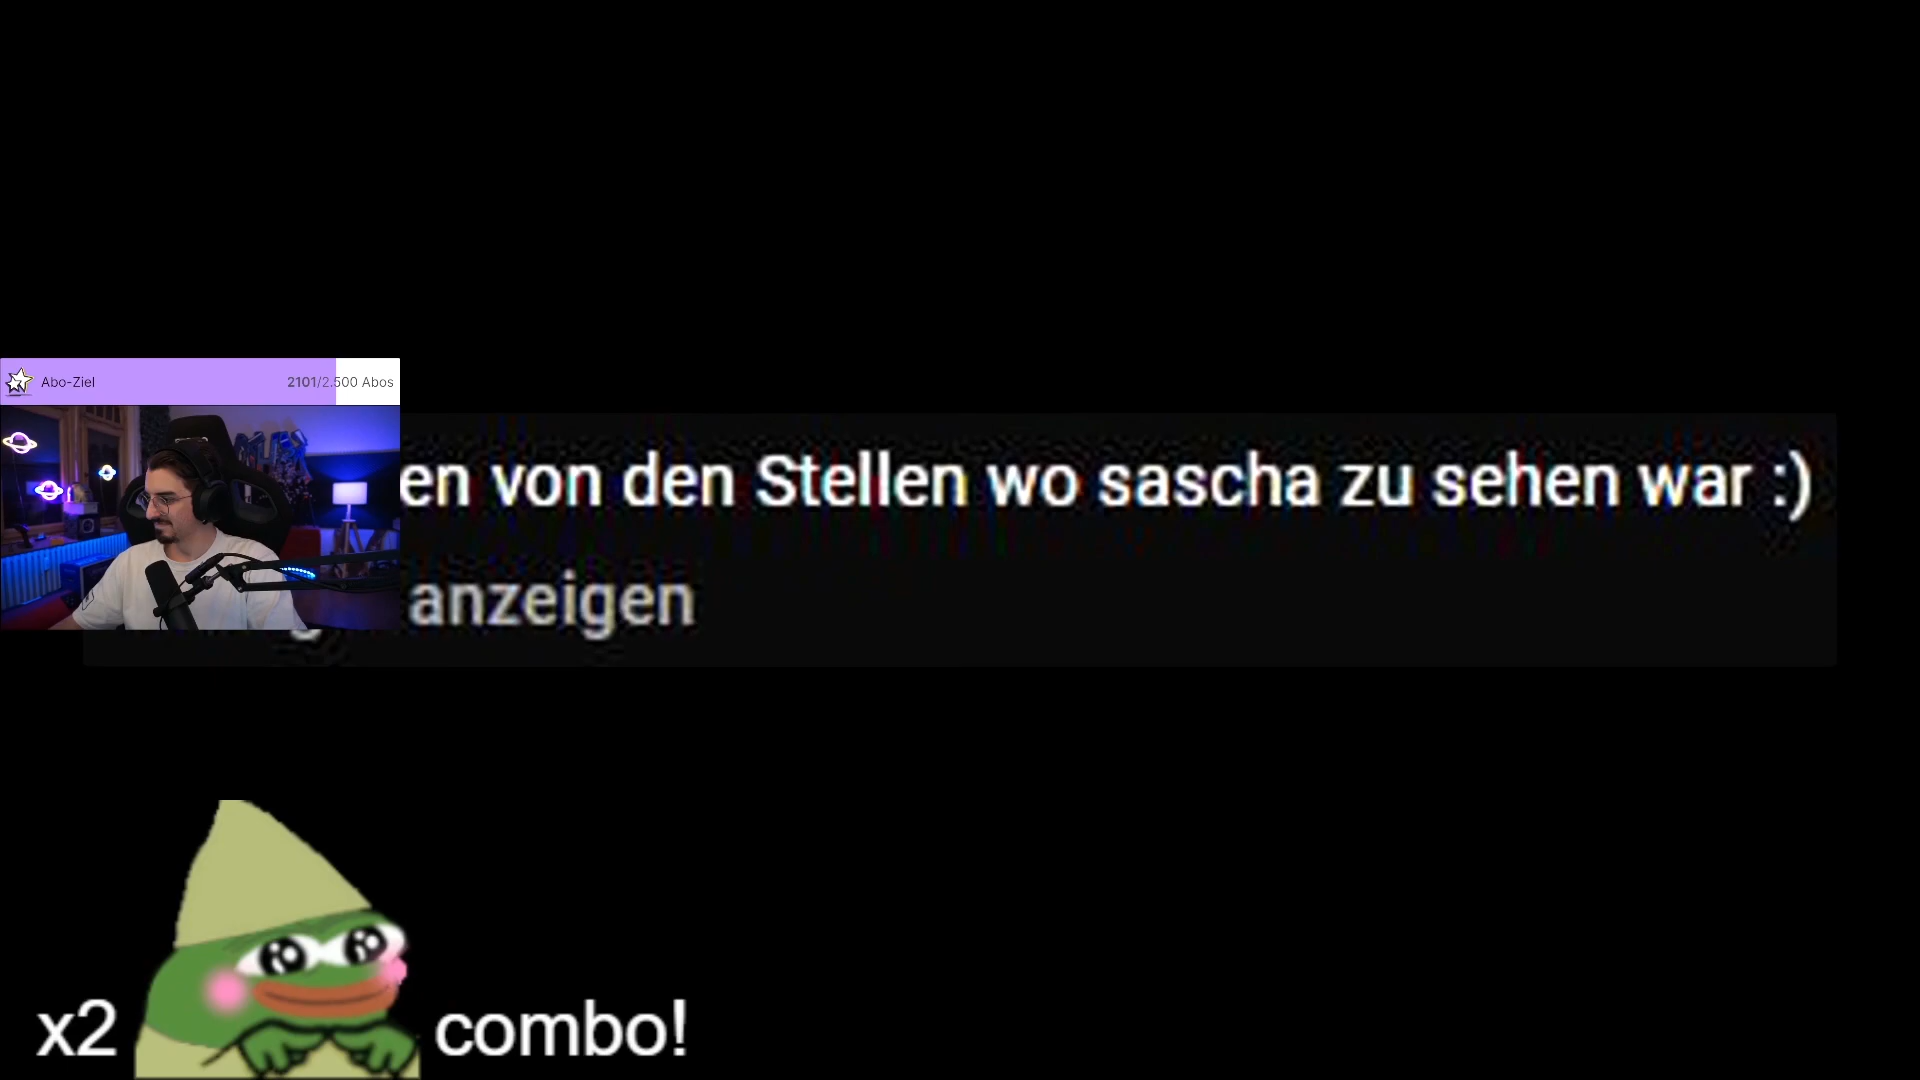 Abo-Ziel 2101/2.500 Abos
en von den Stellen wo sascha zu sehen war :)
anzeigen
x2 combo!